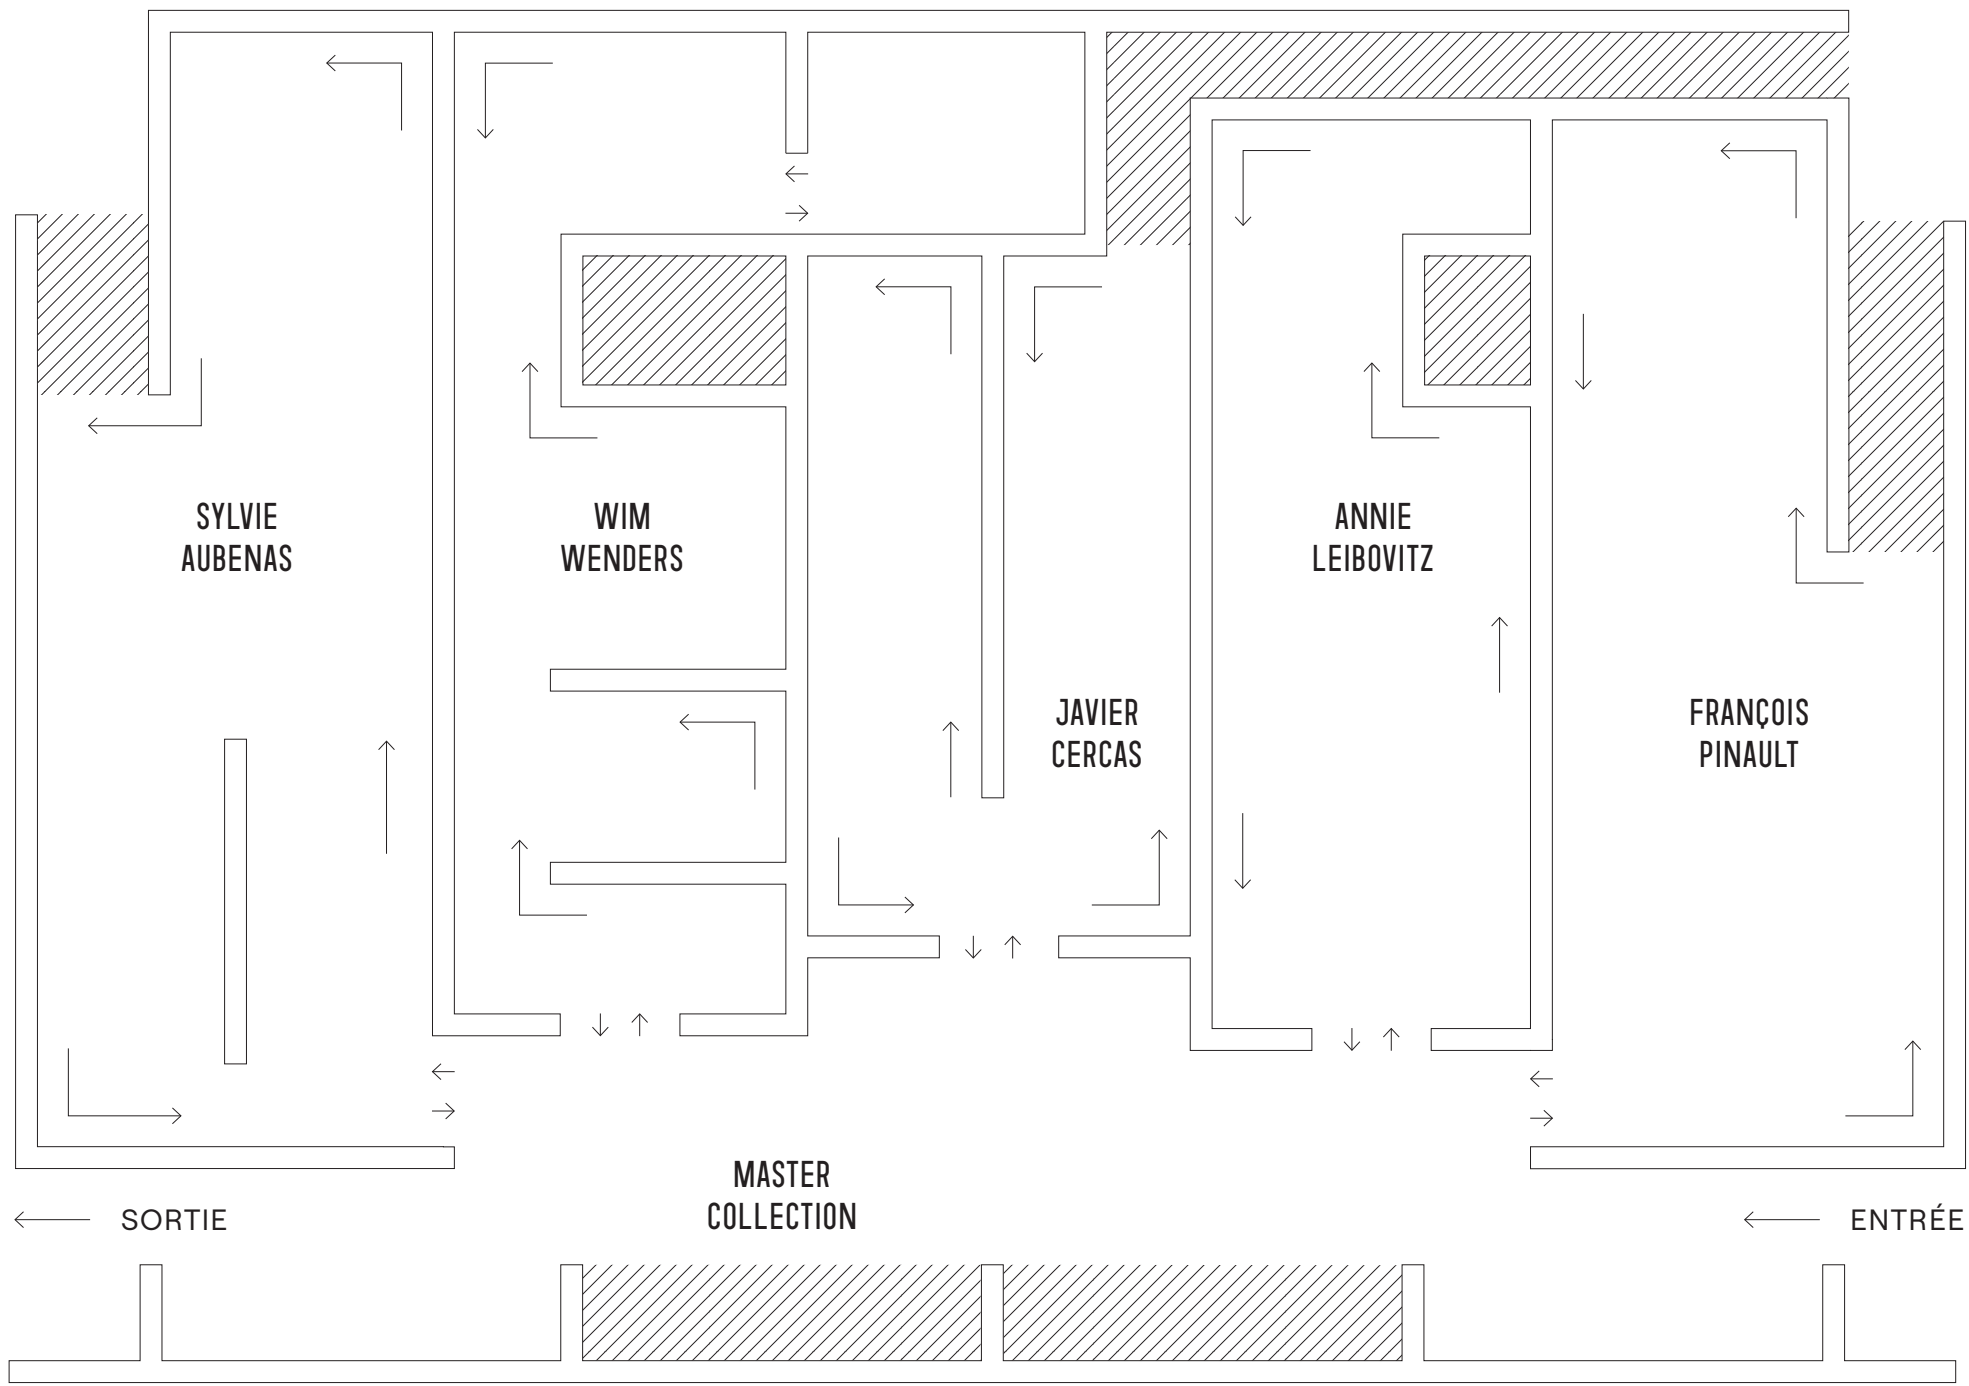 SYLVIE
AUBENAS
WIM
WENDERS
ANNIE
LEIBOVITZ
JAVIER
CERCAS
FRANÇOIS
PINAULT
MASTER
COLLECTION
SORTIE
ENTRÉE